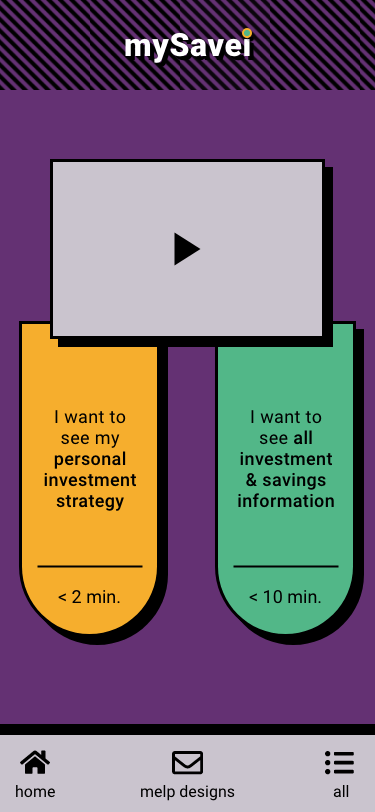 mySavei
I want to
see my
personal
investment
strategy
< 2 min.
I want to
see all
investment
& savings
information
< 10 min.
home
melp designs
all